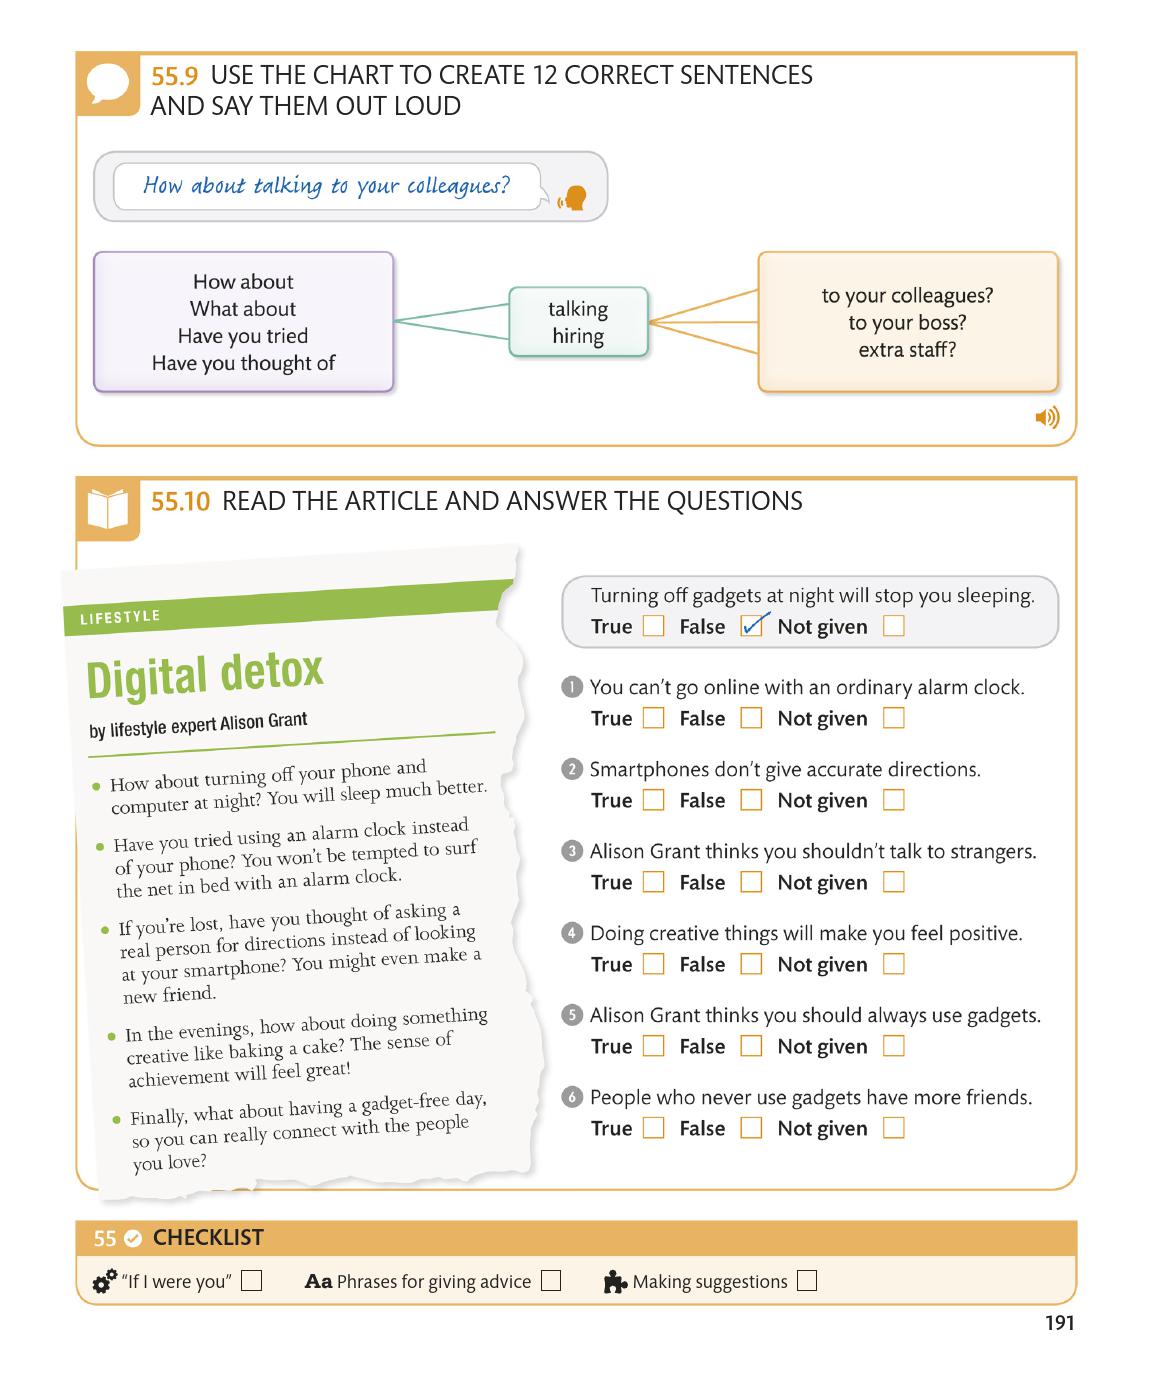 55.9 USE THE CHART TO CREATE 12 CORRECT SENTENCES
AND SAY THEM OUT LOUD
How about talking to your colleagues?
How about
What about
Have you tried
Have you thought of
talking
hiring
to your colleagues?
to your boss?
extra staff?
55.10 READ THE ARTICLE AND ANSWER THE QUESTIONS
LIFESTYLE
Digital detox
by lifestyle expert Alison Grant
• How about turning off your phone and
computer at night? You will sleep much better.
• Have you tried using an alarm clock instead
of your phone? You won't be tempted to surf
the net in bed with an alarm clock.
• If you're lost, have you thought of asking a
real person for directions instead of looking
at your smartphone? You might even make a
new friend.
• In the evenings, how about doing something
creative like baking a cake? The sense of
achievement will feel great!
• Finally, what about having a gadget-free day,
so you can really connect with the people
you love?
Turning off gadgets at night will stop you sleeping.
True False Not given
1 You can't go online with an ordinary alarm clock.
True False Not given
2 Smartphones don't give accurate directions.
True False Not given
3 Alison Grant thinks you shouldn't talk to strangers.
True False Not given
4 Doing creative things will make you feel positive.
True False Not given
5 Alison Grant thinks you should always use gadgets.
True False Not given
6 People who never use gadgets have more friends.
True False Not given
55 CHECKLIST
"If I were you" Aa Phrases for giving advice Making suggestions
191